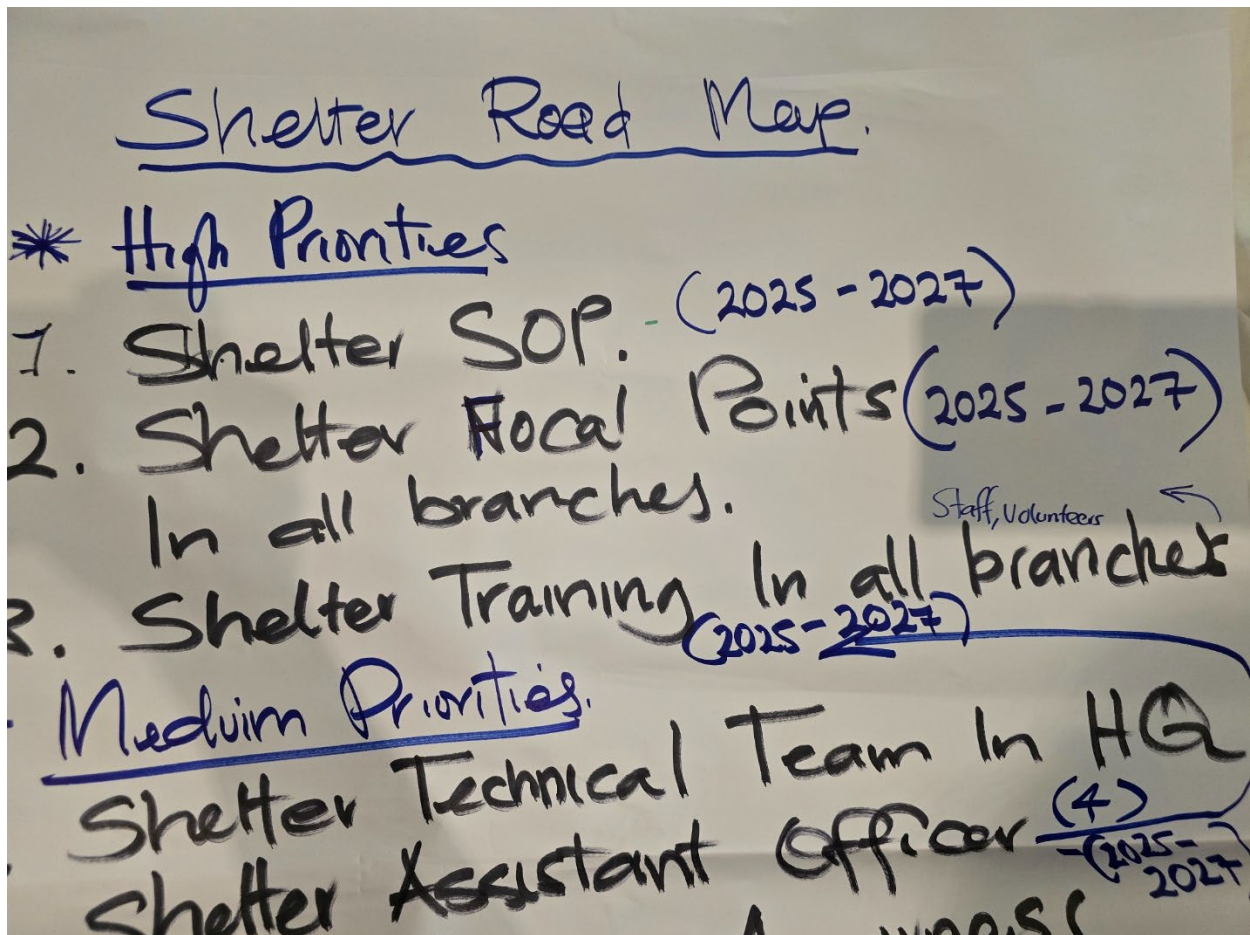 Shelter Road Map.
* High Priorities
1. Shelter SOP. - (2025 - 2027)
2. Shelter Focal Points (2025 - 2027)
In all branches.
Staff, Volunteers
3. Shelter Training In all branches
(2025 - 2027)
- Meduim Priorities.
Shelter Technical Team In HQ
(4)
Shelter Assistant Officer - (2025 -
2027)